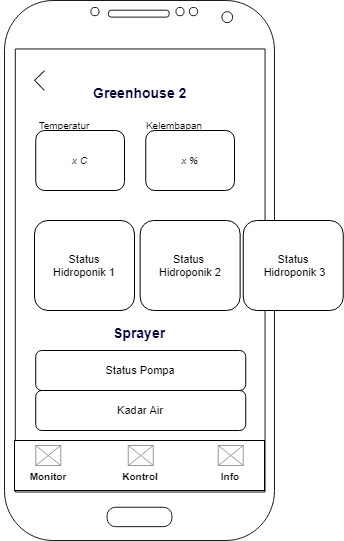 Greenhouse 2
Temperatur
Kelembapan
x C
x %
Status
Hidroponik 1
Status
Hidroponik 2
Status
Hidroponik 3
Sprayer
Status Pompa
Kadar Air
Monitor
Kontrol
Info